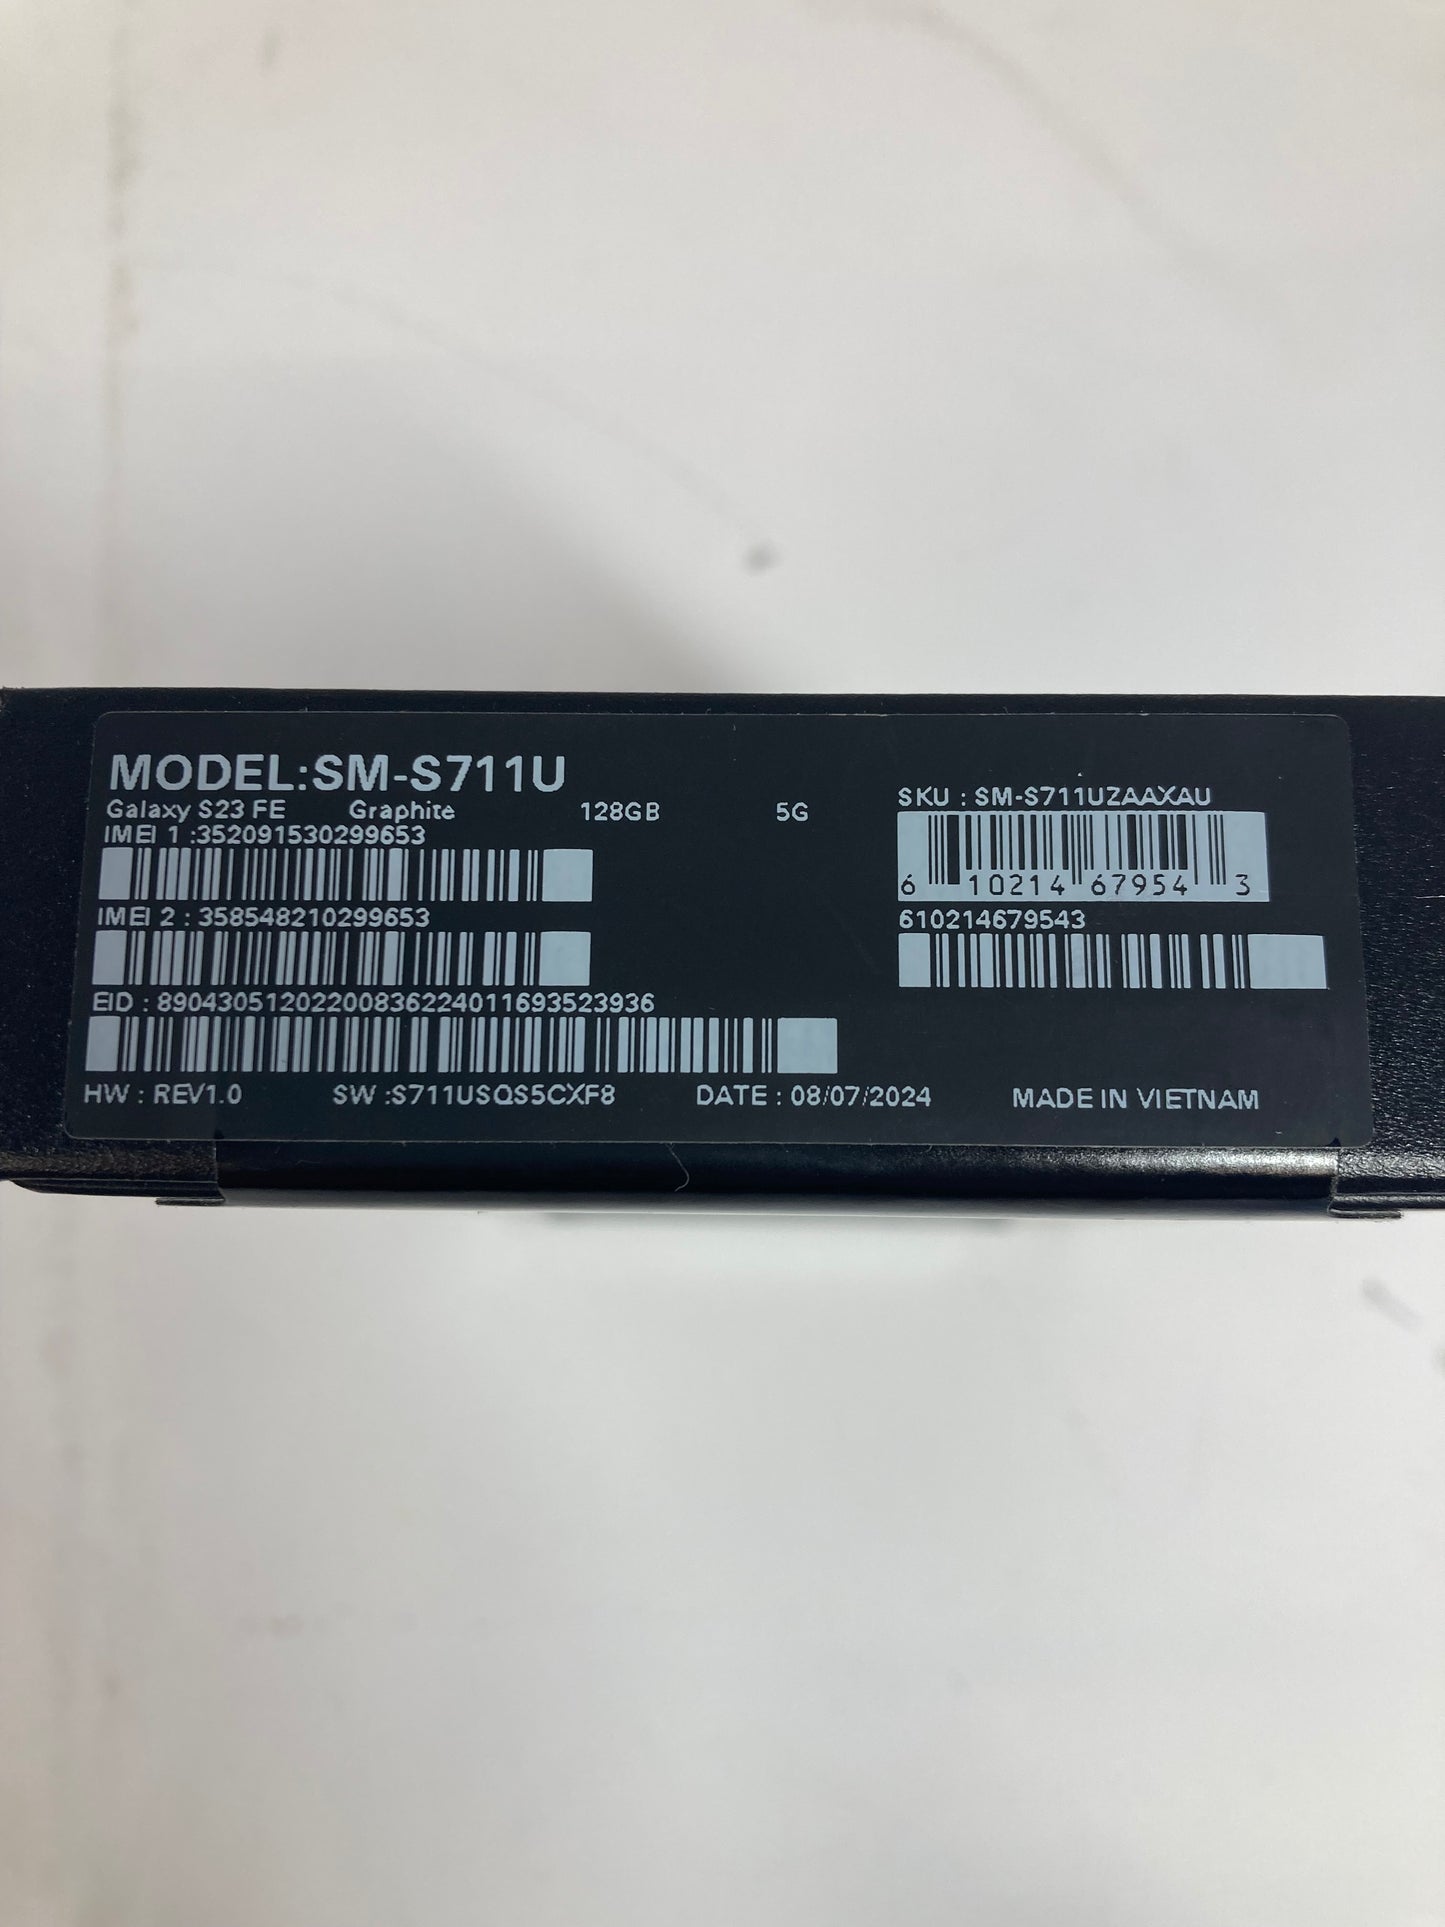 MODEL:SM-S711U
Galaxy S23 FE Graphite 128GB 5G
IMEI 1 :352091530299653
IMEI 2 : 358548210299653
EID : 89043051202200836224011693523936
HW : REV1.0 SW :S711USQS5CXF8 DATE : 08/07/2024 MADE IN VIETNAM
SKU : SM-S711UZAAXAU
6 10214 67954 3
610214679543